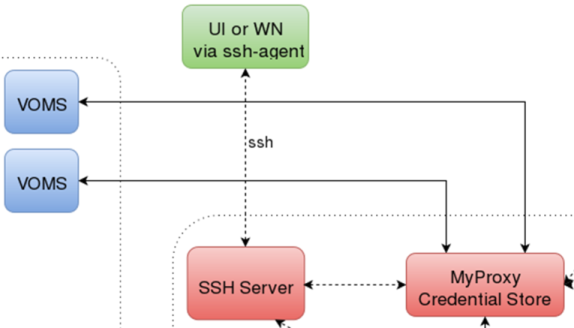 UI or WN
via ssh-agent
VOMS
ssh
VOMS
SSH Server
MyProxy
Credential Store